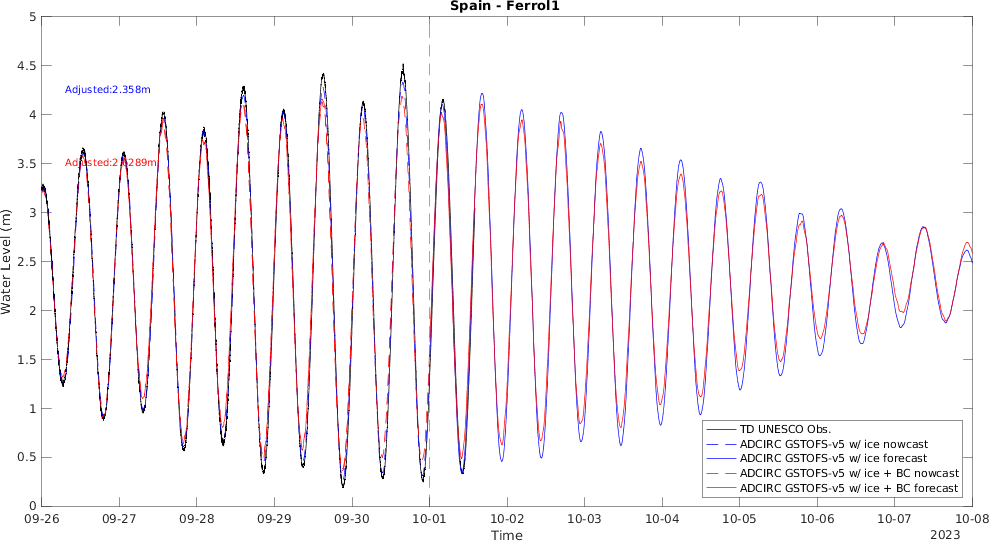 Spain - Ferrol1
5
4.5
4
3.5
3
2.5
2
1.5
1
0.5
0
Water Level (m)
Adjusted:2.358m
TD UNESCO Obs.
ADCIRC GSTOFS-v5 w/ ice nowcast
ADCIRC GSTOFS-v5 w/ ice forecast
ADCIRC GSTOFS-v5 w/ ice + BC nowcast
ADCIRC GSTOFS-v5 w/ ice + BC forecast
09-26 09-27 09-28 09-29 09-30 10-01 10-02 10-03 10-04 10-05 10-06 10-07 10-08
Time
2023